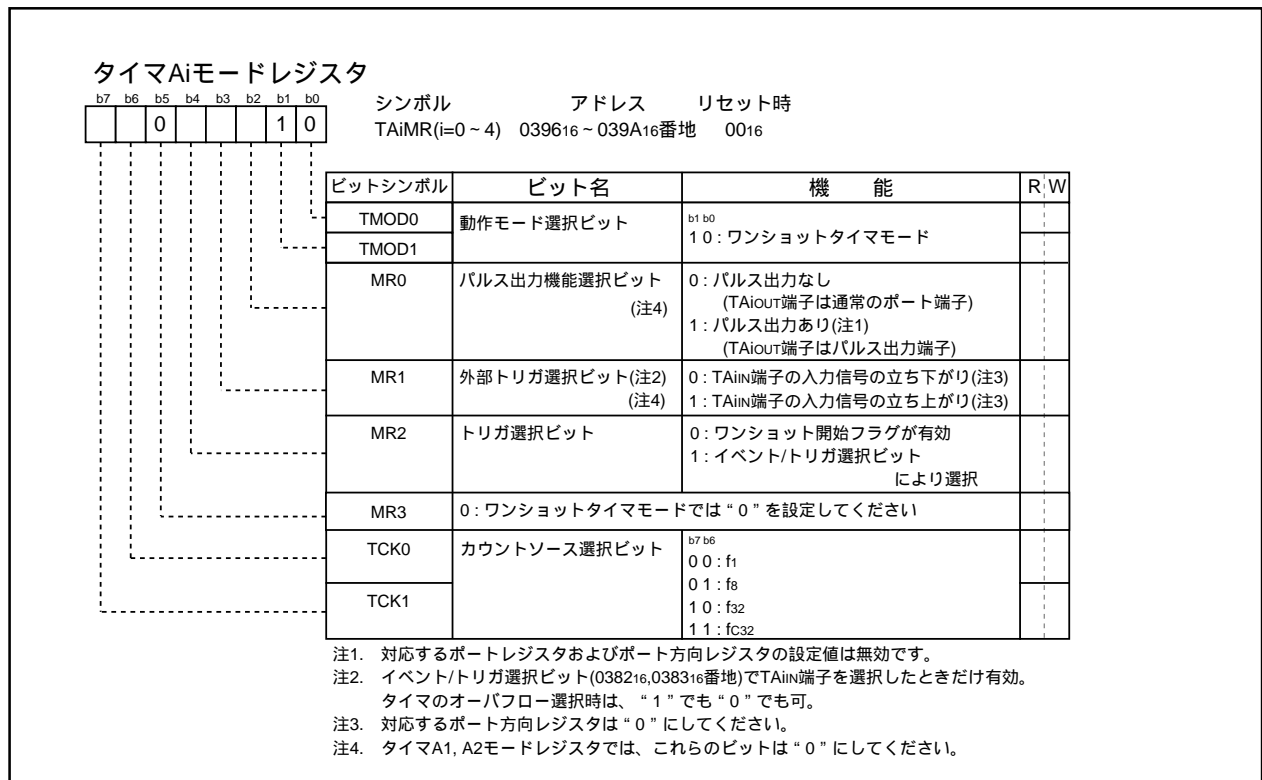 タイマAiモードレジスタ
b7 b6 b5 b4 b3 b2 b1 b0
0 1 0
シンボル アドレス リセット時
TAiMR(i=0 ~ 4) 039616 ~ 039A16番地 0016
ビットシンボル ビット名 機 能 R W
TMOD0 動作モード選択ビット b1 b0
TMOD1 1 0 : ワンショットタイマモード
MR0 パルス出力機能選択ビット (注4) 0 : パルス出力なし
(TAiOUT端子は通常のポート端子)
1 : パルス出力あり(注1)
(TAiOUT端子はパルス出力端子)
MR1 外部トリガ選択ビット(注2) 0 : TAiIN端子の入力信号の立ち下がり(注3)
(注4) 1 : TAiIN端子の入力信号の立ち上がり(注3)
MR2 トリガ選択ビット 0 : ワンショット開始フラグが有効
1 : イベント/トリガ選択ビット
により選択
MR3 0 : ワンショットタイマモードでは “ 0 ” を設定してください
TCK0 カウントソース選択ビット b7 b6
0 0 : f1
0 1 : f8
TCK1 1 0 : f32
1 1 : fC32
注1. 対応するポートレジスタおよびポート方向レジスタの設定値は無効です。
注2. イベント/トリガ選択ビット(038216,038316番地)でTAiIN端子を選択したときだけ有効。
タイマのオーバフロー選択時は、“ 1 ” でも “ 0 ” でも可。
注3. 対応するポート方向レジスタは “ 0 ” にしてください。
注4. タイマA1, A2モードレジスタでは、これらのビットは “ 0 ” にしてください。